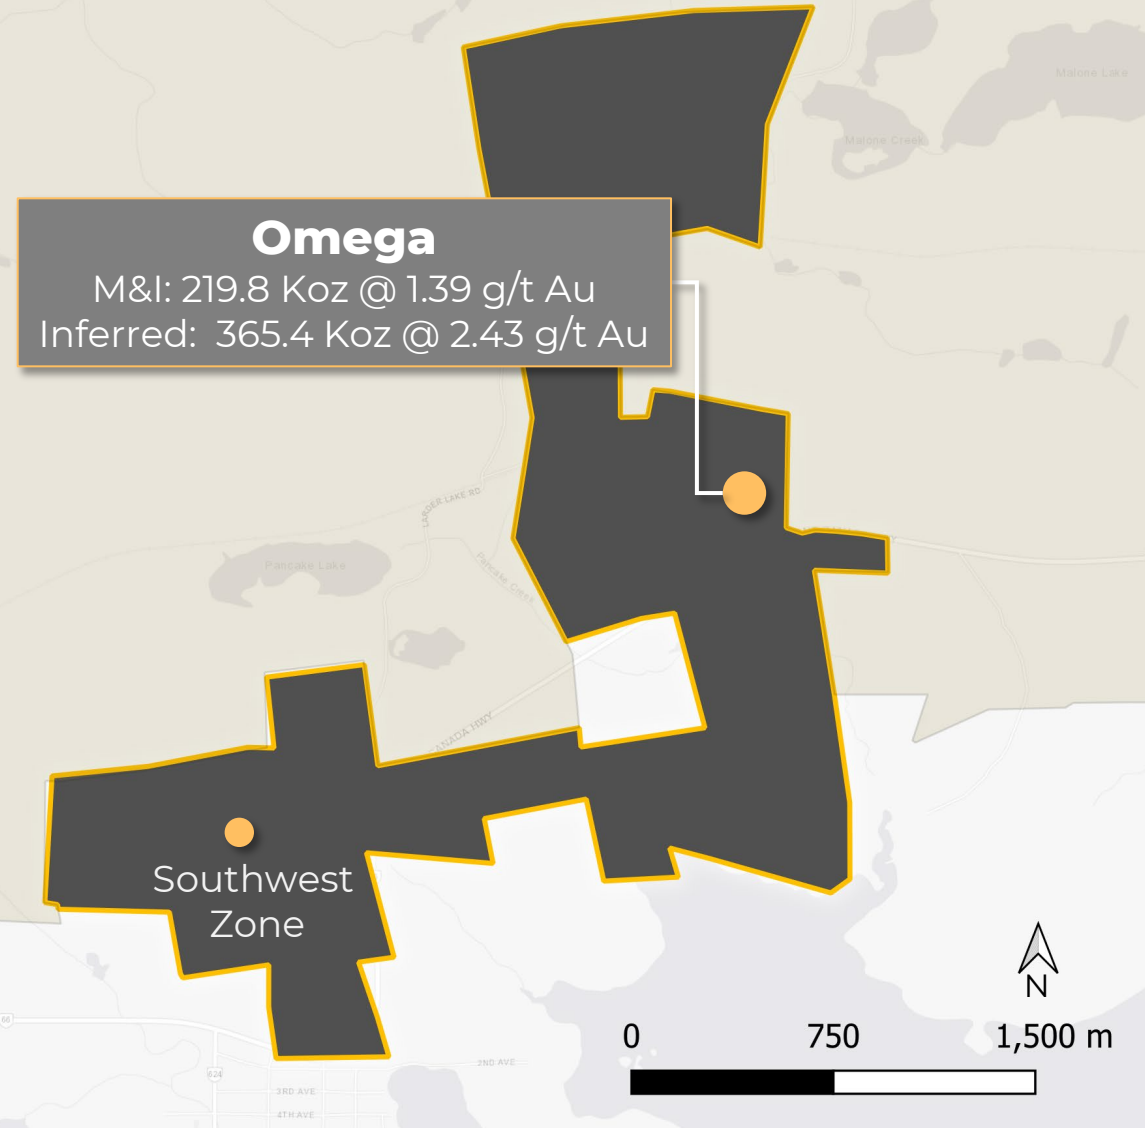 Malone Lake
Malone Creek
Omega
M&I: 219.8 Koz @ 1.39 g/t Au
Inferred: 365.4 Koz @ 2.43 g/t Au
LARDER LAKE RD
Pancake Lake
Pancake Creek
CANADA HWY
Southwest
Zone
N
66
624
2ND AVE
3RD AVE
4TH AVE
0 750 1,500 m